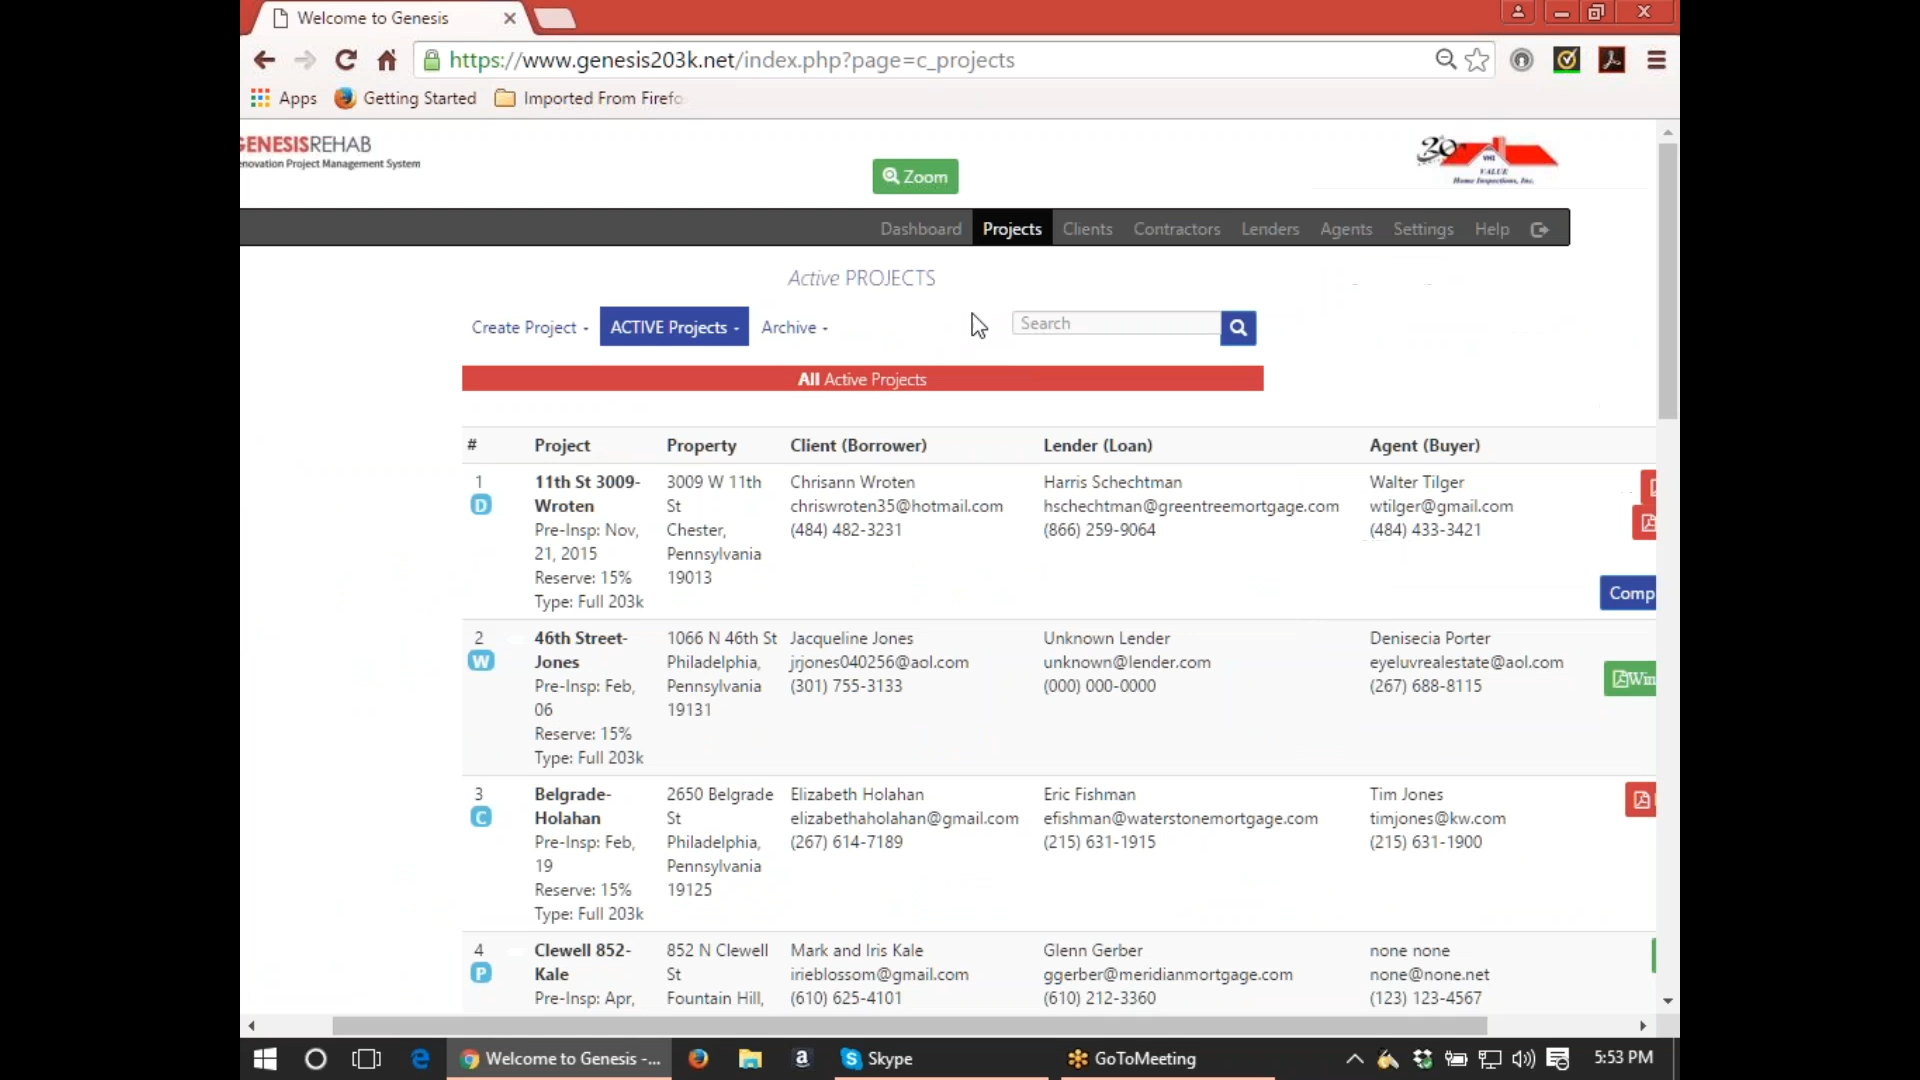 Welcome to Genesis
https://www.genesis203k.net/index.php?page=c_projects
Apps
Getting Started
Imported From Firefo
GENESISREHAB
enovation Project Management System
Zoom
30
VHI
VALUE
Home Inspections, Inc.
Dashboard
Projects
Clients
Contractors
Lenders
Agents
Settings
Help
Active PROJECTS
Create Project
ACTIVE Projects
Archive
Search
All Active Projects
# Project Property Client (Borrower) Lender (Loan) Agent (Buyer)
1
D
11th St 3009-
Wroten
Pre-Insp: Nov,
21, 2015
Reserve: 15%
Type: Full 203k
3009 W 11th
St
Chester,
Pennsylvania
19013
Chrisann Wroten
chriswroten35@hotmail.com
(484) 482-3231
Harris Schechtman
hschechtman@greentreemortgage.com
(866) 259-9064
Walter Tilger
wtilger@gmail.com
(484) 433-3421
Comp
2
W
46th Street-
Jones
Pre-Insp: Feb,
06
Reserve: 15%
Type: Full 203k
1066 N 46th St
Philadelphia,
Pennsylvania
19131
Jacqueline Jones
jrjones040256@aol.com
(301) 755-3133
Unknown Lender
unknown@lender.com
(000) 000-0000
Denisecia Porter
eyeluvrealestate@aol.com
(267) 688-8115
Win
3
C
Belgrade-
Holahan
Pre-Insp: Feb,
19
Reserve: 15%
Type: Full 203k
2650 Belgrade
St
Philadelphia,
Pennsylvania
19125
Elizabeth Holahan
elizabethaholahan@gmail.com
(267) 614-7189
Eric Fishman
efishman@waterstonemortgage.com
(215) 631-1915
Tim Jones
timjones@kw.com
(215) 631-1900
4
P
Clewell 852-
Kale
Pre-Insp: Apr,
852 N Clewell
St
Fountain Hill,
Mark and Iris Kale
irieblossom@gmail.com
(610) 625-4101
Glenn Gerber
ggerber@meridianmortgage.com
(610) 212-3360
none none
none@none.net
(123) 123-4567
Welcome to Genesis -...
Skype
GoToMeeting
5:53 PM